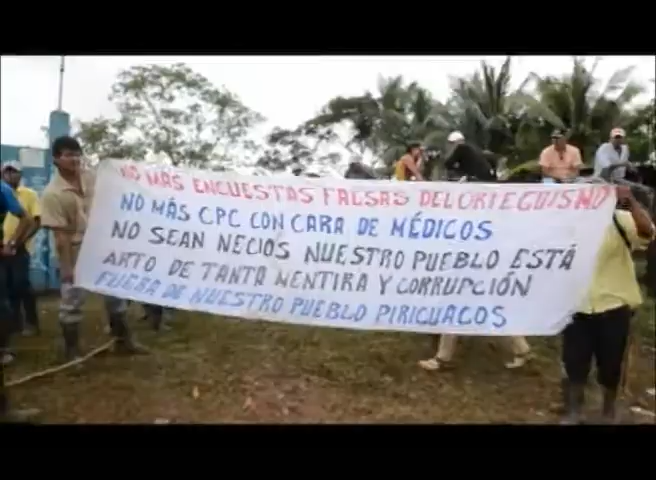 NO MÁS ENCUESTAS FALSAS DEL ORTEGUISMO
NO MÁS CPC CON CARA DE MÉDICOS
NO SEAN NECIOS NUESTRO PUEBLO ESTÁ
ARTO DE TANTA MENTIRA Y CORRUPCIÓN
FUERA DE NUESTRO PUEBLO PIRICUACOS